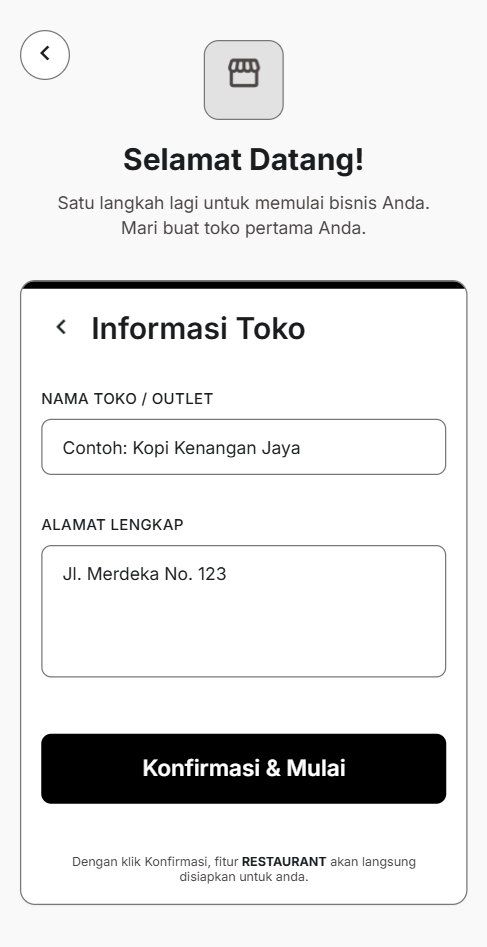 Selamat Datang!
Satu langkah lagi untuk memulai bisnis Anda.
Mari buat toko pertama Anda.
Informasi Toko
NAMA TOKO / OUTLET
Contoh: Kopi Kenangan Jaya
ALAMAT LENGKAP
Jl. Merdeka No. 123
Konfirmasi & Mulai
Dengan klik Konfirmasi, fitur RESTAURANT akan langsung
disiapkan untuk anda.